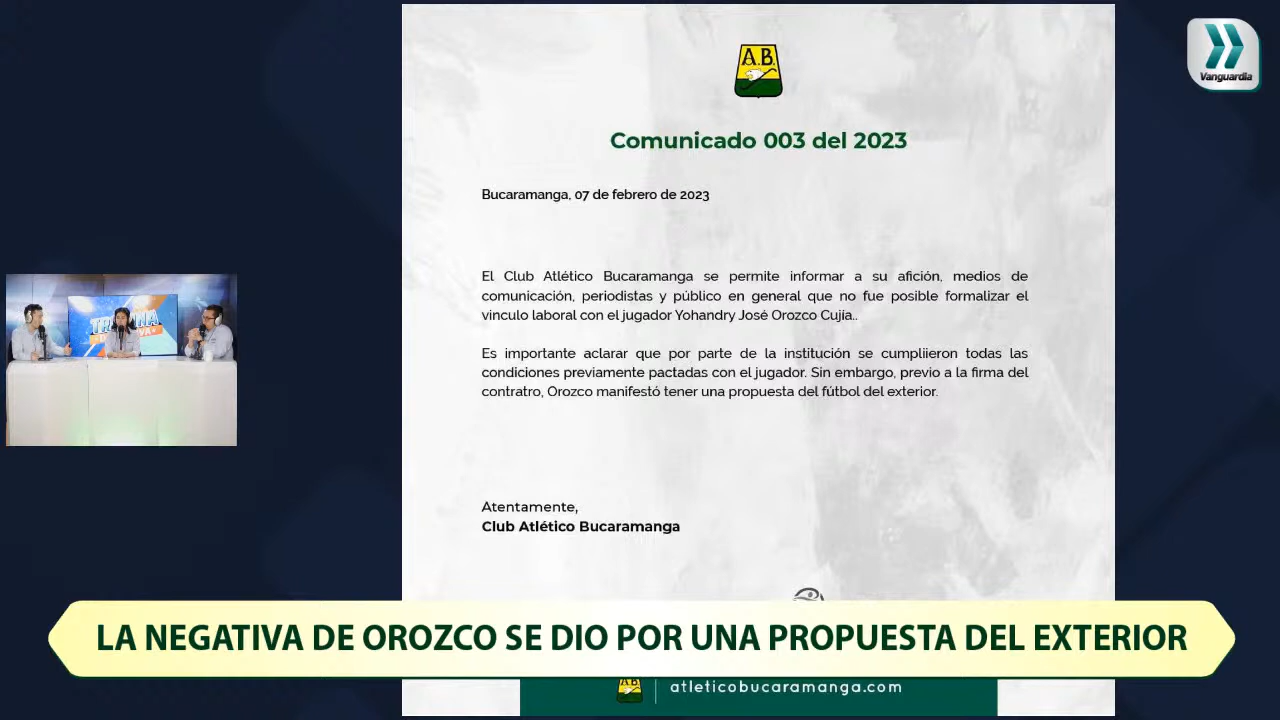 Vanguardia
A.B.
Comunicado 003 del 2023
Bucaramanga, 07 de febrero de 2023
El Club Atlético Bucaramanga se permite informar a su afición, medios de
comunicación, periodistas y público en general que no fue posible formalizar el
vinculo laboral con el jugador Yohandry José Orozco Cujía..
Es importante aclarar que por parte de la institución se cumpliieron todas las
condiciones previamente pactadas con el jugador. Sin embargo, previo a la firma del
contratro, Orozco manifestó tener una propuesta del fútbol del exterior.
Atentamente,
Club Atlético Bucaramanga
LA NEGATIVA DE OROZCO SE DIO POR UNA PROPUESTA DEL EXTERIOR
A.B.
atleticobucaramanga.com